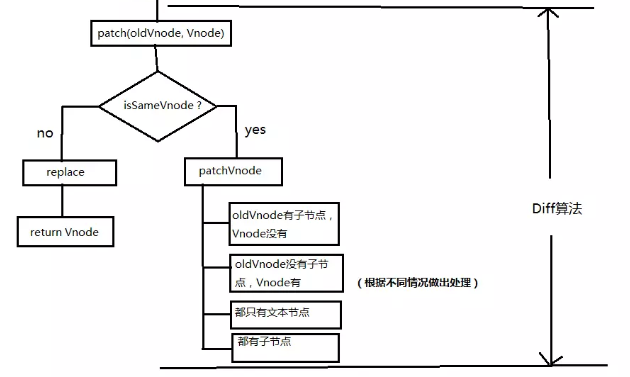 patch(oldVnode, Vnode)
isSameVnode ?
no
yes
replace
patchVnode
return Vnode
oldVnode有子节点，
Vnode没有
oldVnode没有子节
点，Vnode有
（根据不同情况做出处理）
都只有文本节点
都有子节点
Diff算法